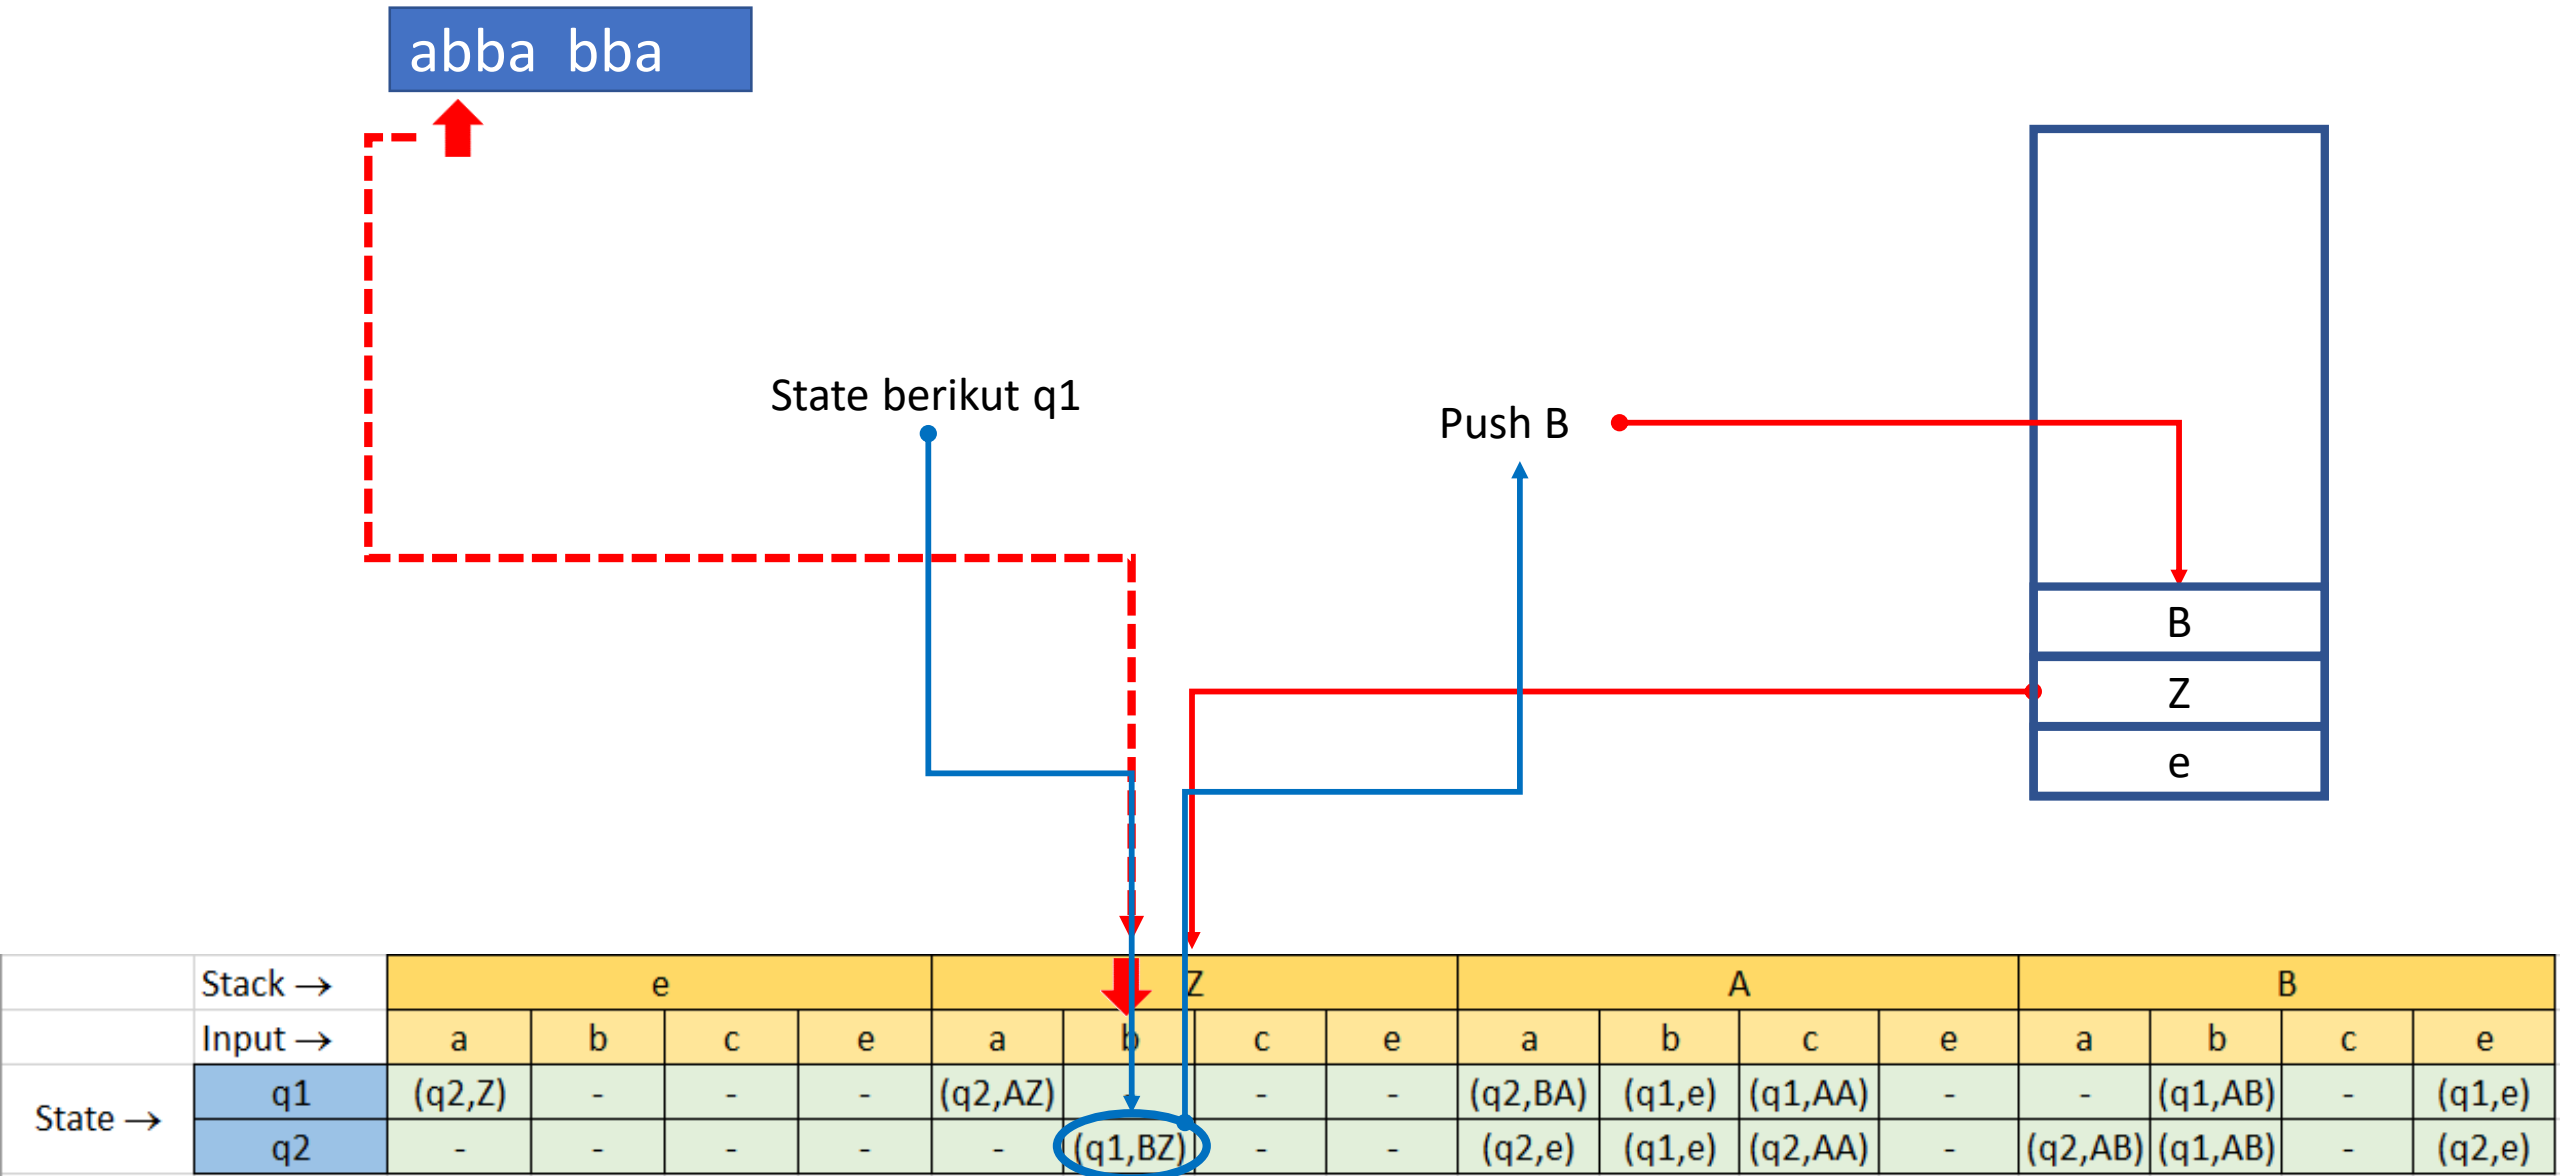 abba bba
State berikut q1
Push B
B
Z
e
Stack → e Z A B
Input → a b c e a b c e a b c e a b c e
State → q1 (q2,Z) - - - (q2,AZ) - - (q2,BA) (q1,e) (q1,AA) - - (q1,AB) - (q1,e)
q2 - - - - - (q1,BZ) - - (q2,e) (q1,e) (q2,AA) - (q2,AB) (q1,AB) - (q2,e)